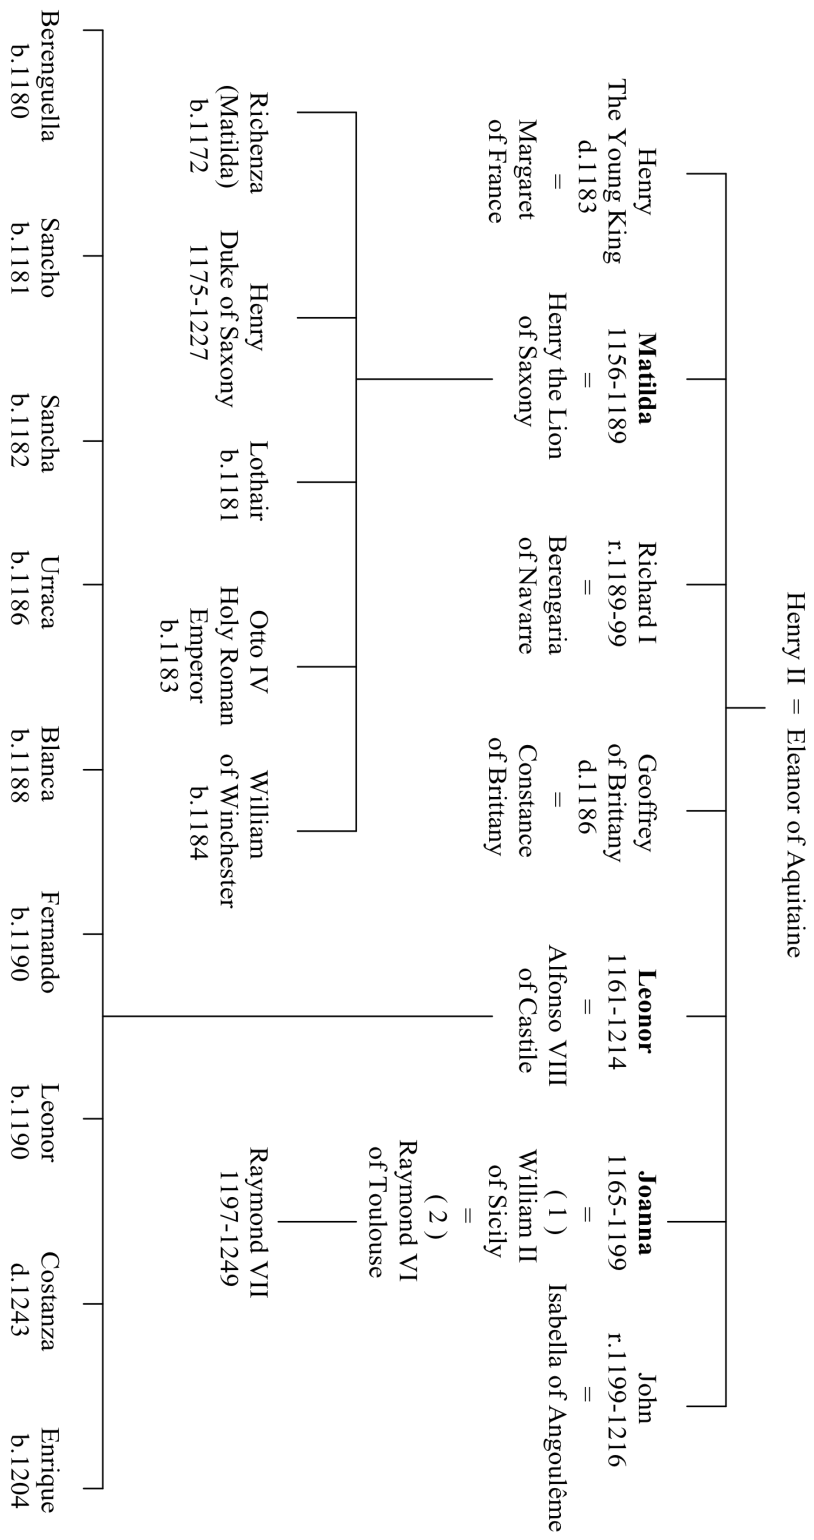 Henry II = Eleanor of Aquitaine
Henry
The Young King
d.1183
=
Margaret
of France
Matilda
1156-1189
=
Henry the Lion
of Saxony
Richard I
r.1189-99
=
Berengaria
of Navarre
Geoffrey
of Brittany
d.1186
=
Constance
of Brittany
Leonor
1161-1214
=
Alfonso VIII
of Castile
Joanna
1165-1199
=
( 1 )
William II
of Sicily
=
( 2 )
Raymond VI
of Toulouse
John
r.1199-1216
=
Isabella of Angoulême
Richenza
(Matilda)
b.1172
Henry
Duke of Saxony
1175-1227
Lothair
b.1181
Otto IV
Holy Roman
Emperor
b.1183
William
of Winchester
b.1184
Raymond VII
1197-1249
Berenguella
b.1180
Sancho
b.1181
Sancha
b.1182
Urraca
b.1186
Blanca
b.1188
Fernando
b.1190
Leonor
b.1190
Costanza
d.1243
Enrique
b.1204